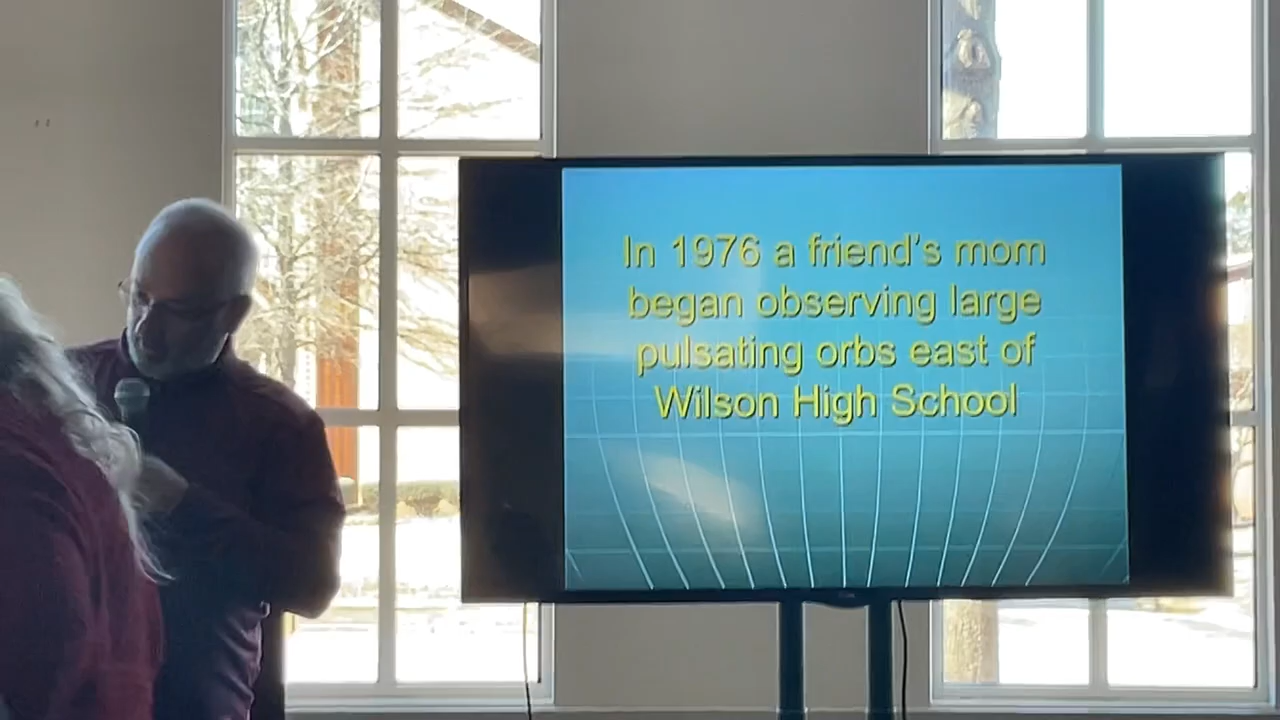 In 1976 a friend's mom
began observing large
pulsating orbs east of
Wilson High School